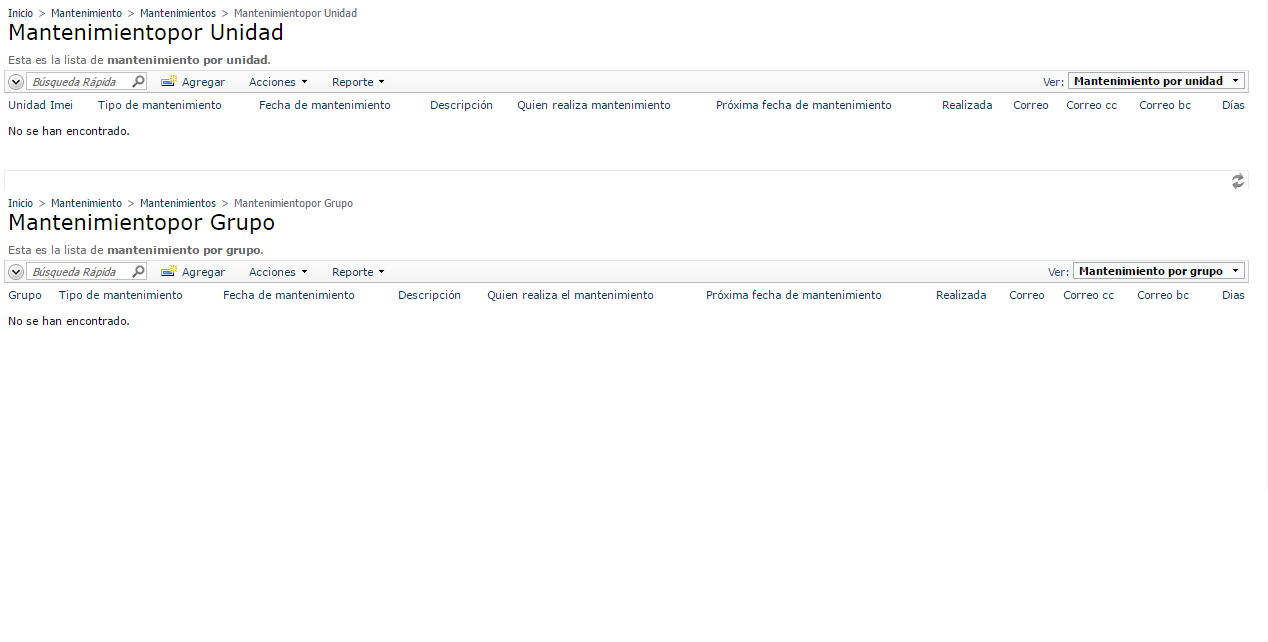 Inicio > Mantenimiento > Mantenimientos > Mantenimientopor Unidad
Mantenimientopor Unidad
Esta es la lista de mantenimiento por unidad.
Búsqueda Rápida Agregar Acciones Reporte Ver: Mantenimiento por unidad
Unidad Imei Tipo de mantenimiento Fecha de mantenimiento Descripción Quien realiza mantenimiento Próxima fecha de mantenimiento Realizada Correo Correo cc Correo bc Días
No se han encontrado.
Inicio > Mantenimiento > Mantenimientos > Mantenimientopor Grupo
Mantenimientopor Grupo
Esta es la lista de mantenimiento por grupo.
Búsqueda Rápida Agregar Acciones Reporte Ver: Mantenimiento por grupo
Grupo Tipo de mantenimiento Fecha de mantenimiento Descripción Quien realiza el mantenimiento Próxima fecha de mantenimiento Realizada Correo Correo cc Correo bc Dias
No se han encontrado.